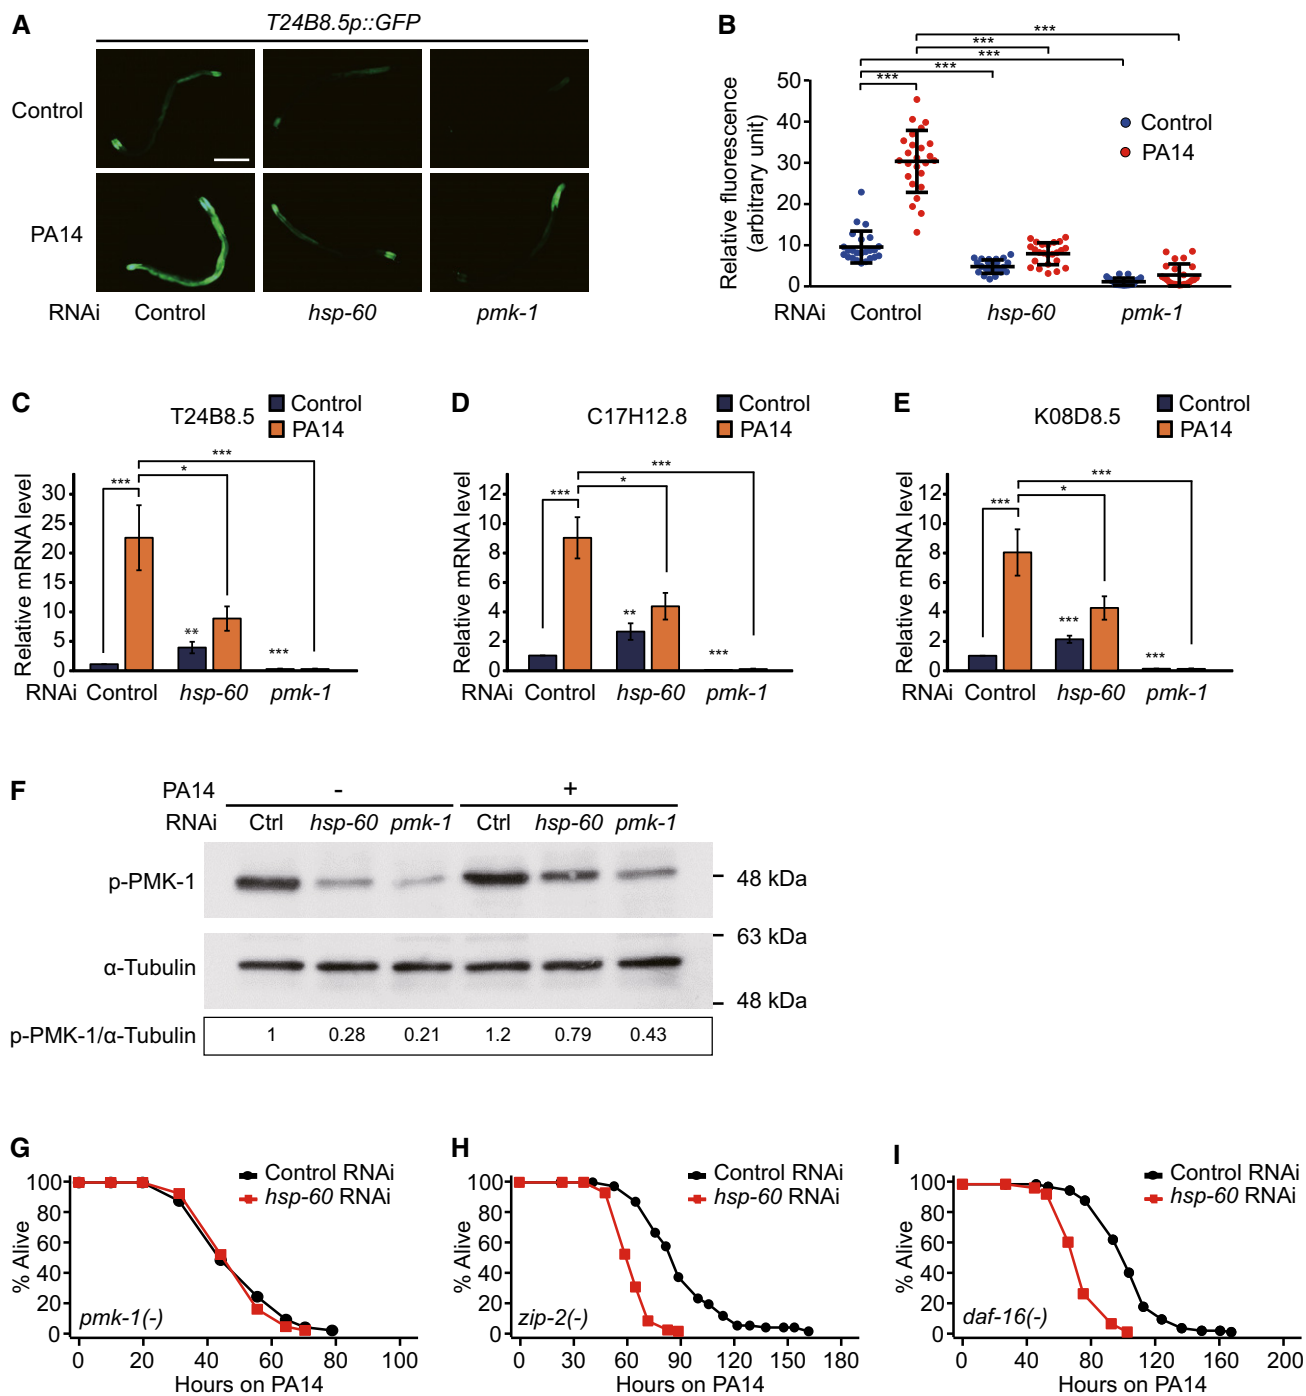 A
T24B8.5p::GFP
Control
PA14
RNAi Control hsp-60 pmk-1
B
*** 
***
***
***
***
Relative fluorescence
(arbitrary unit)
50
40
30
20
10
0
Control
PA14
RNAi Control hsp-60 pmk-1
C
T24B8.5
Control
PA14
Relative mRNA level
30
25
20
15
10
5
0
***
*
***
**
***
RNAi Control hsp-60 pmk-1
D
C17H12.8
Control
PA14
Relative mRNA level
12
10
8
6
4
2
0
***
*
***
**
***
RNAi Control hsp-60 pmk-1
E
K08D8.5
Control
PA14
Relative mRNA level
12
10
8
6
4
2
0
***
*
***
***
***
RNAi Control hsp-60 pmk-1
F
PA14 - +
RNAi Ctrl hsp-60 pmk-1 Ctrl hsp-60 pmk-1
p-PMK-1
48 kDa
63 kDa
α-Tubulin
48 kDa
p-PMK-1/α-Tubulin 1 0.28 0.21 1.2 0.79 0.43
G
Control RNAi
hsp-60 RNAi
% Alive
100
80
60
40
20
0
pmk-1(-)
0 20 40 60 80 100
Hours on PA14
H
Control RNAi
hsp-60 RNAi
% Alive
100
80
60
40
20
0
zip-2(-)
0 30 60 90 120 150 180
Hours on PA14
I
Control RNAi
hsp-60 RNAi
% Alive
100
80
60
40
20
0
daf-16(-)
0 40 80 120 160 200
Hours on PA14